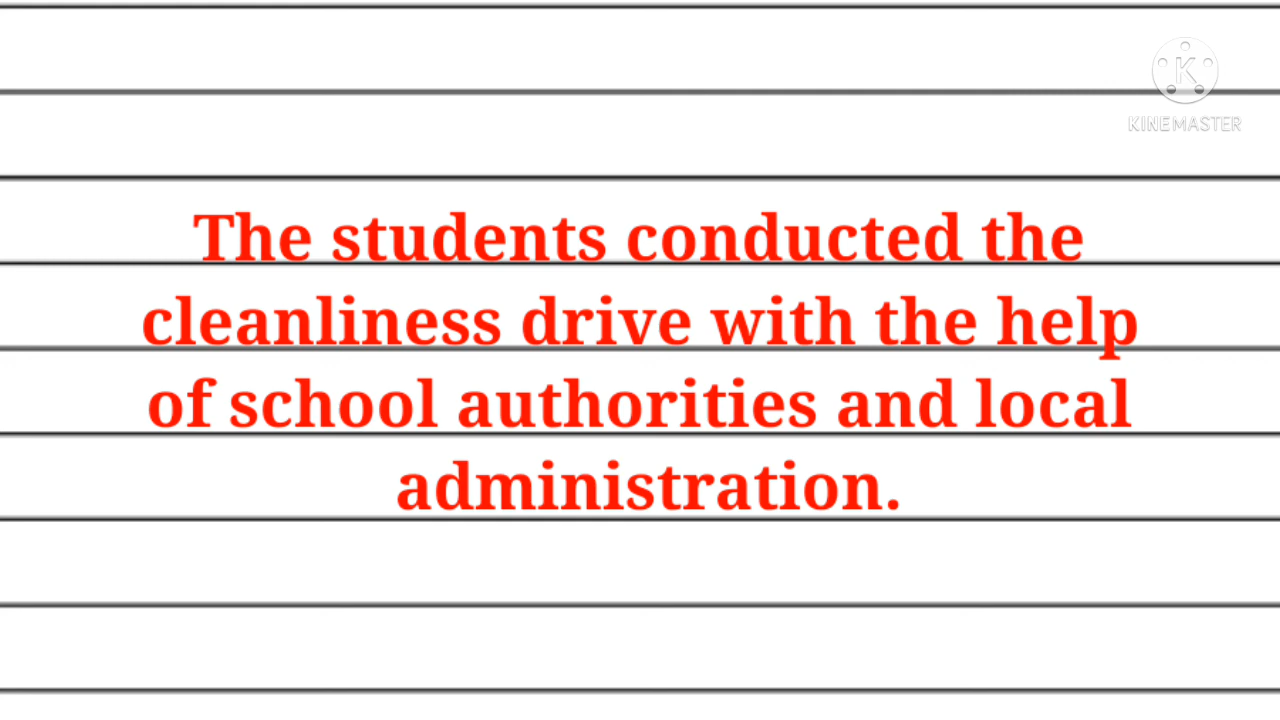 KINEMASTER
The students conducted the
cleanliness drive with the help
of school authorities and local
administration.